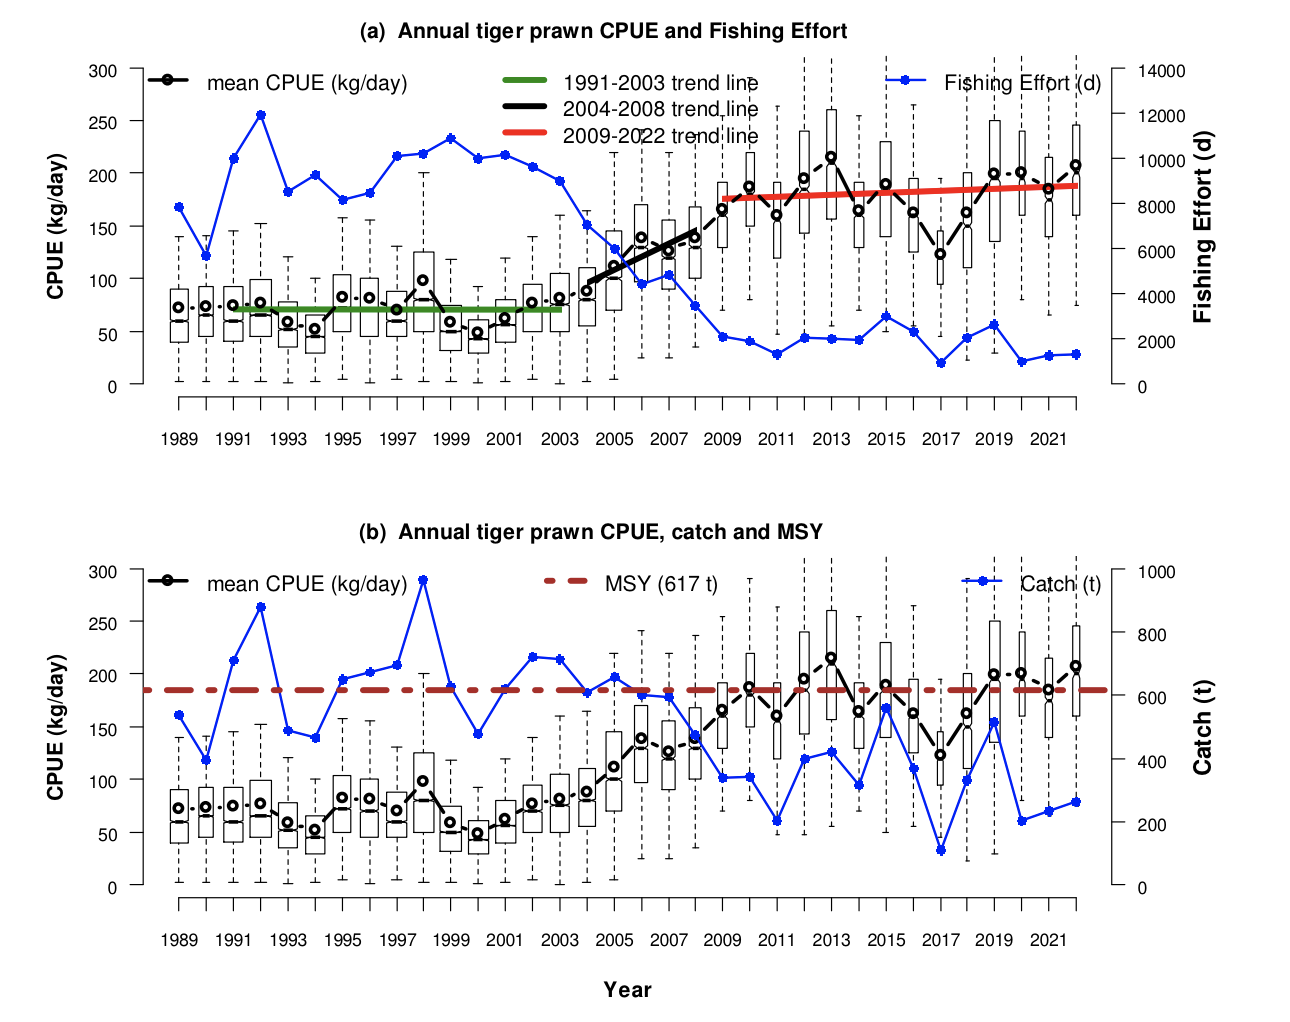 (a) Annual tiger prawn CPUE and Fishing Effort
mean CPUE (kg/day)
1991-2003 trend line
2004-2008 trend line
2009-2022 trend line
Fishing Effort (d)
CPUE (kg/day)
300
250
200
150
100
50
0
14000
12000
10000
8000
6000
4000
2000
0
Fishing Effort (d)
1989 1991 1993 1995 1997 1999 2001 2003 2005 2007 2009 2011 2013 2015 2017 2019 2021
(b) Annual tiger prawn CPUE, catch and MSY
mean CPUE (kg/day)
MSY (617 t)
Catch (t)
CPUE (kg/day)
300
250
200
150
100
50
0
1000
800
600
400
200
0
Catch (t)
1989 1991 1993 1995 1997 1999 2001 2003 2005 2007 2009 2011 2013 2015 2017 2019 2021
Year